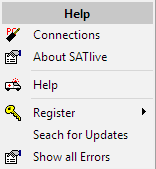 Help
Connections
About SATlive
Help
Register
Seach for Updates
Show all Errors